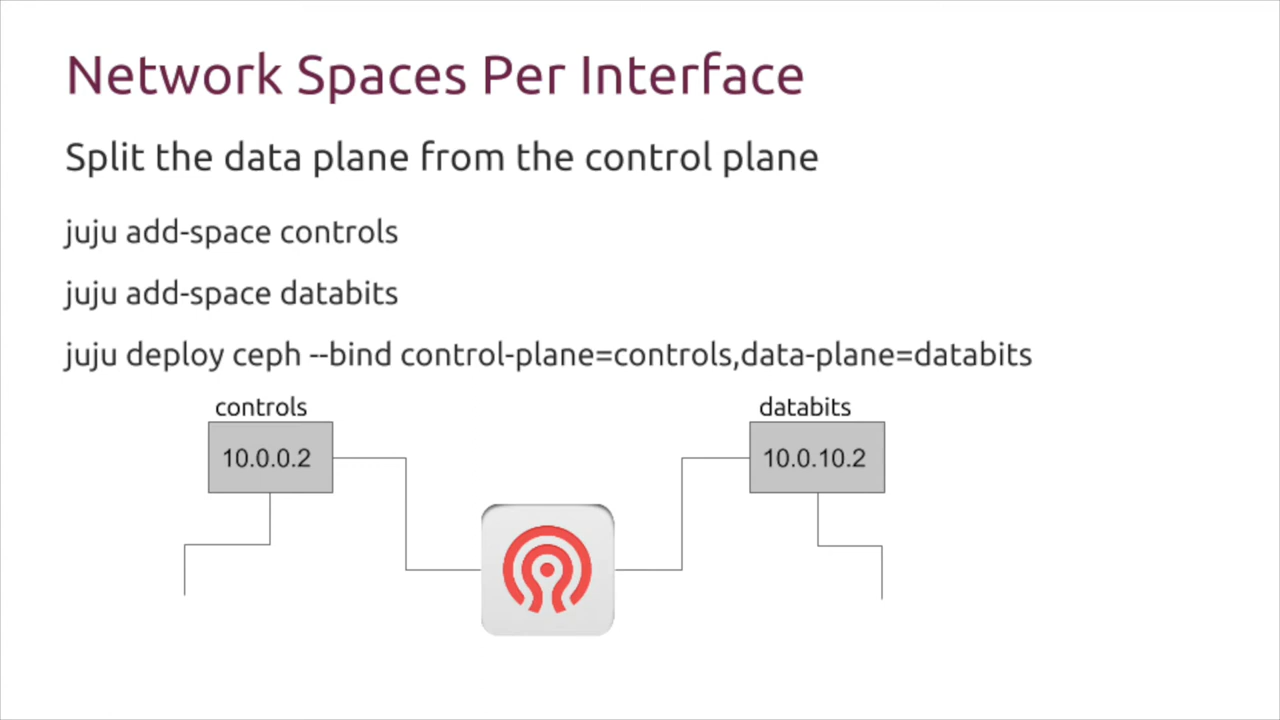 Network Spaces Per Interface
Split the data plane from the control plane
juju add-space controls
juju add-space databits
juju deploy ceph --bind control-plane=controls,data-plane=databits
controls
databits
10.0.0.2
10.0.10.2